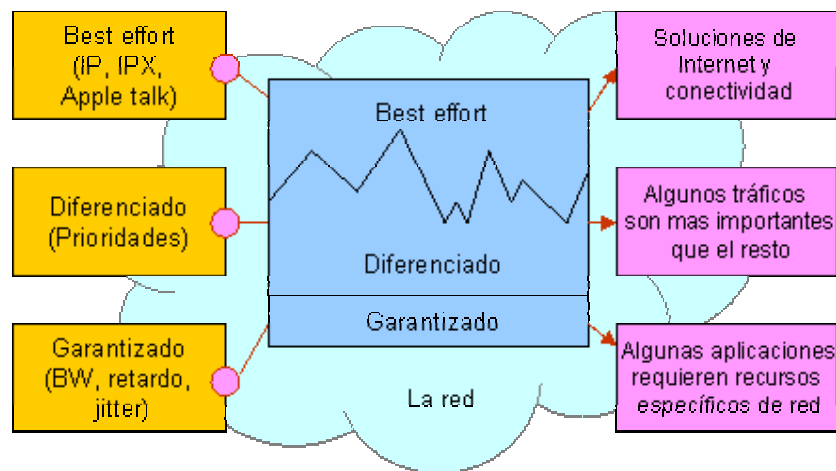 Best effort
(IP, IPX,
Apple talk)
Diferenciado
(Prioridades)
Garantizado
(BW, retardo,
jitter)
Best effort
Diferenciado
Garantizado
La red
Soluciones de
Internet y
conectividad
Algunos tráficos
son mas importantes
que el resto
Algunas aplicaciones
requieren recursos
específicos de red